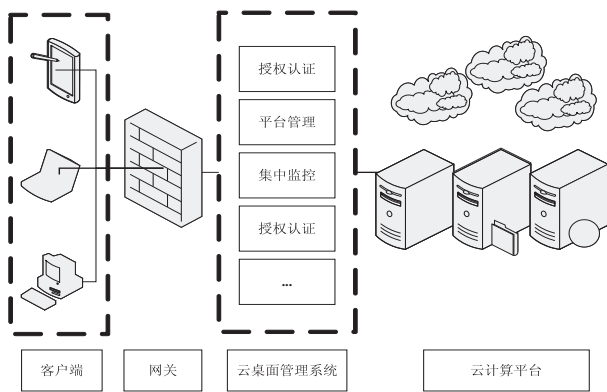 授权认证
平台管理
集中监控
授权认证
...
客户端
网关
云桌面管理系统
云计算平台